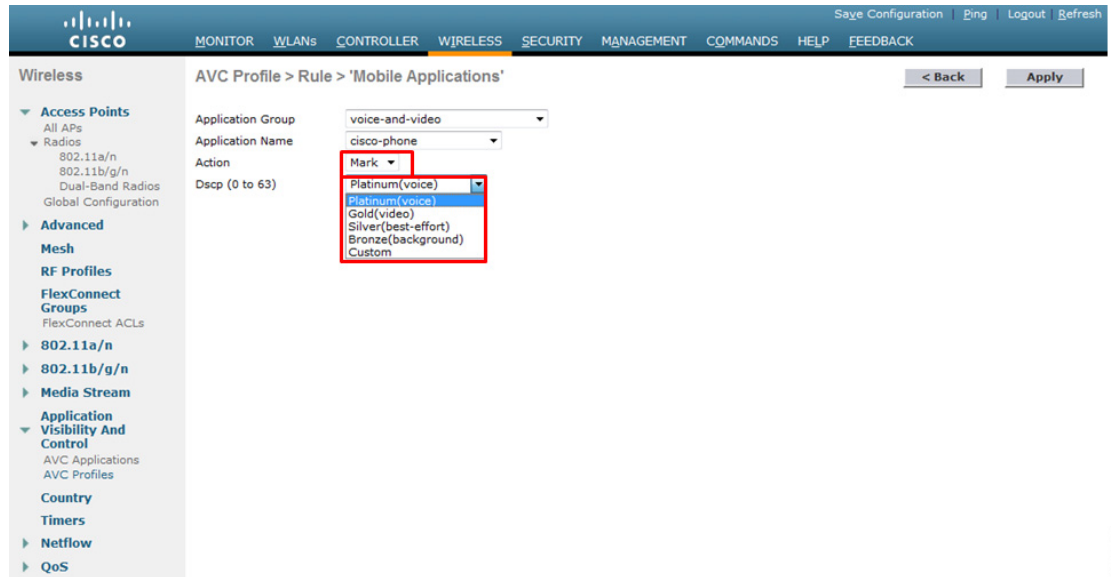 Save Configuration | Ping | Logout | Refresh
CISCO
MONITOR WLANs CONTROLLER WIRELESS SECURITY MANAGEMENT COMMANDS HELP FEEDBACK
Wireless
AVC Profile > Rule > 'Mobile Applications'
< Back
Apply
Access Points
All APs
Radios
802.11a/n
802.11b/g/n
Dual-Band Radios
Global Configuration
Advanced
Mesh
RF Profiles
FlexConnect
Groups
FlexConnect ACLs
802.11a/n
802.11b/g/n
Media Stream
Application
Visibility And
Control
AVC Applications
AVC Profiles
Country
Timers
Netflow
QoS
Application Group voice-and-video
Application Name cisco-phone
Action Mark
Dscp (0 to 63) Platinum(voice)
Platinum(voice)
Gold(video)
Silver(best-effort)
Bronze(background)
Custom